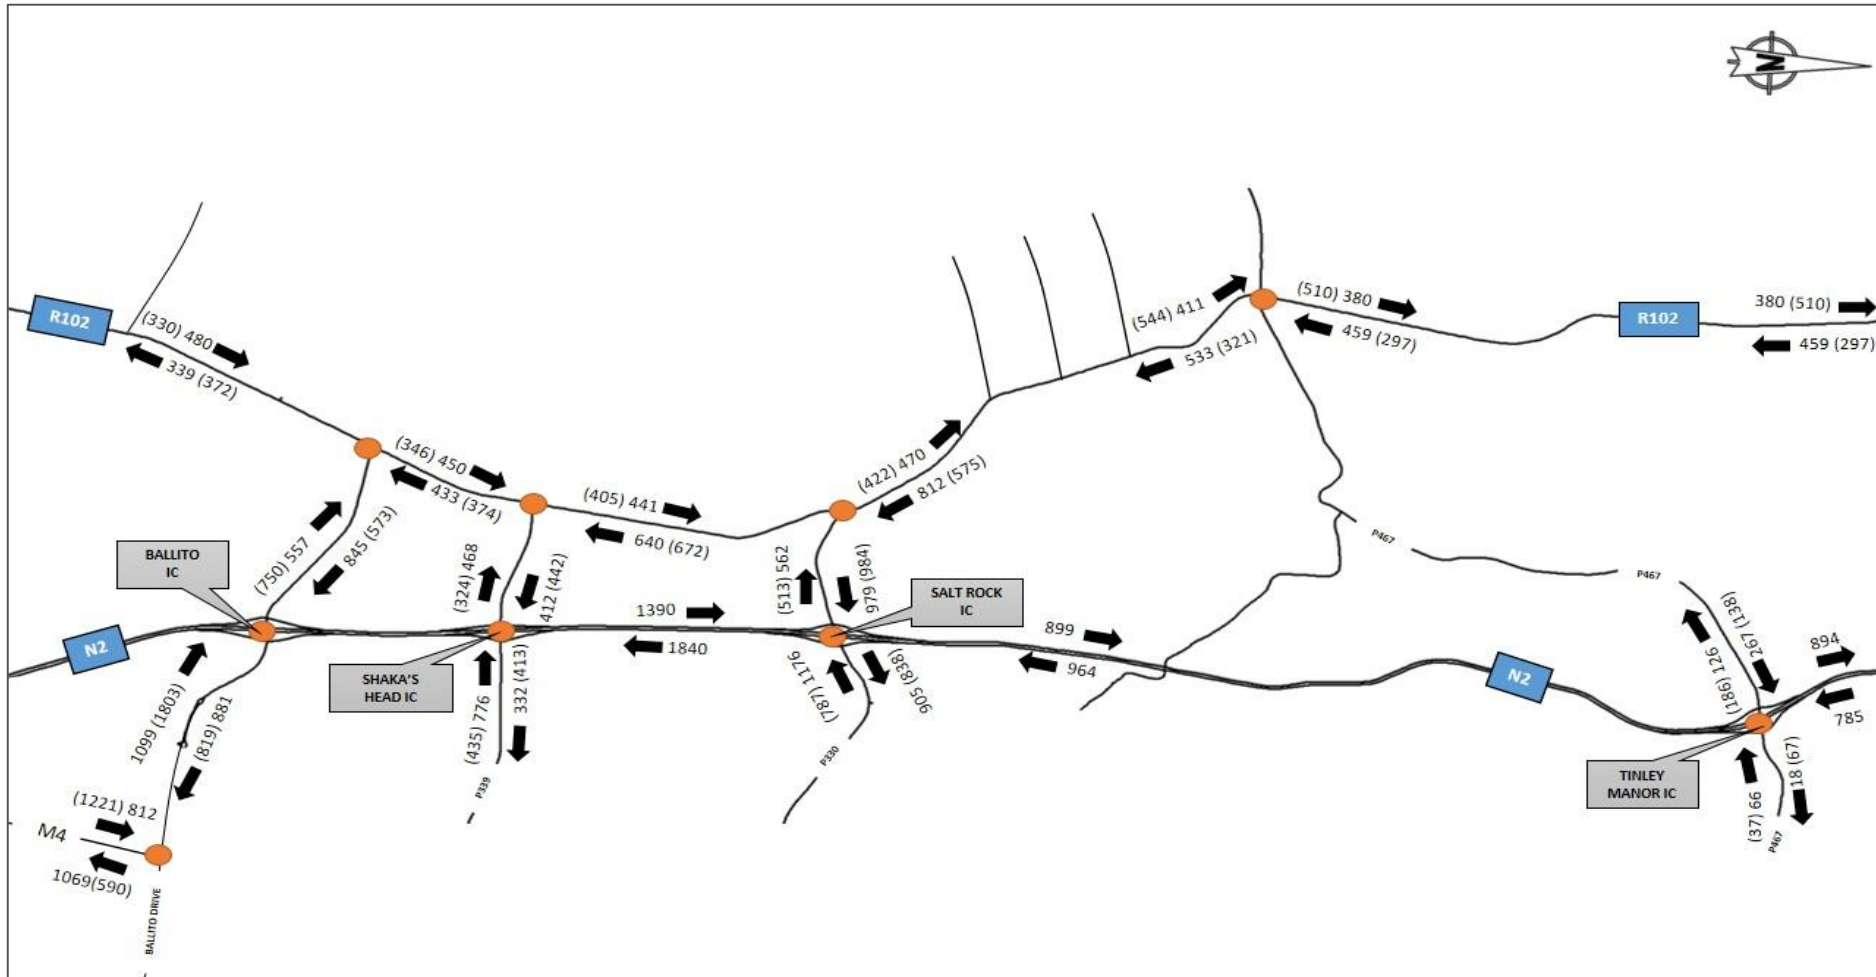 N
R102
(330) 480
339 (372)
(346) 450
433 (374)
(405) 441
640 (672)
(422) 470
812 (575)
(544) 411
533 (321)
(510) 380
459 (297)
R102
380 (510)
459 (297)
BALLITO
IC
(750) 557
845 (573)
(324) 468
412 (442)
(513) 562
979 (984)
SALT ROCK
IC
P467
P467
N2
1390
1840
899
964
N2
(186) 126
267 (138)
894
785
SHAKA'S
HEAD IC
1099 (1803)
(819) 881
(435) 776
332 (413)
(787) 1176
905 (838)
P339
P330
TINLEY
MANOR IC
(37) 66
18 (67)
P467
(1221) 812
M4
1069(590)
BALLITO DRIVE